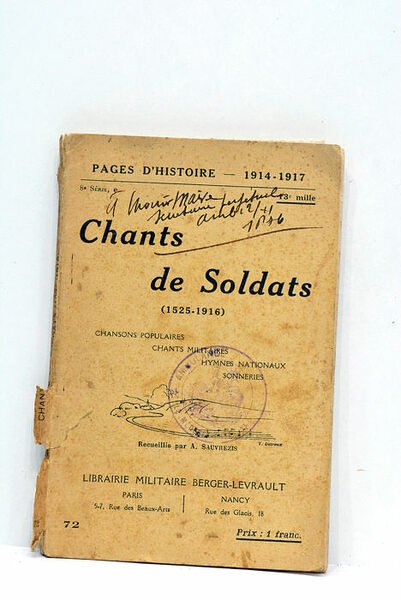 PAGES D'HISTOIRE — 1914-1917
8e Série, 13e mille
À
Chants
de Soldats
(1525-1916)
CHANSONS POPULAIRES
CHANTS MILITAIRES
HYMNES NATIONAUX
SONNERIES
Recueillis par A. SAUVREZIS
LIBRAIRIE MILITAIRE BERGER-LEVRAULT
PARIS NANCY
5-7, Rue des Beaux-Arts Rue des Glacis, 18
72 Prix : 1 franc.
CHAN